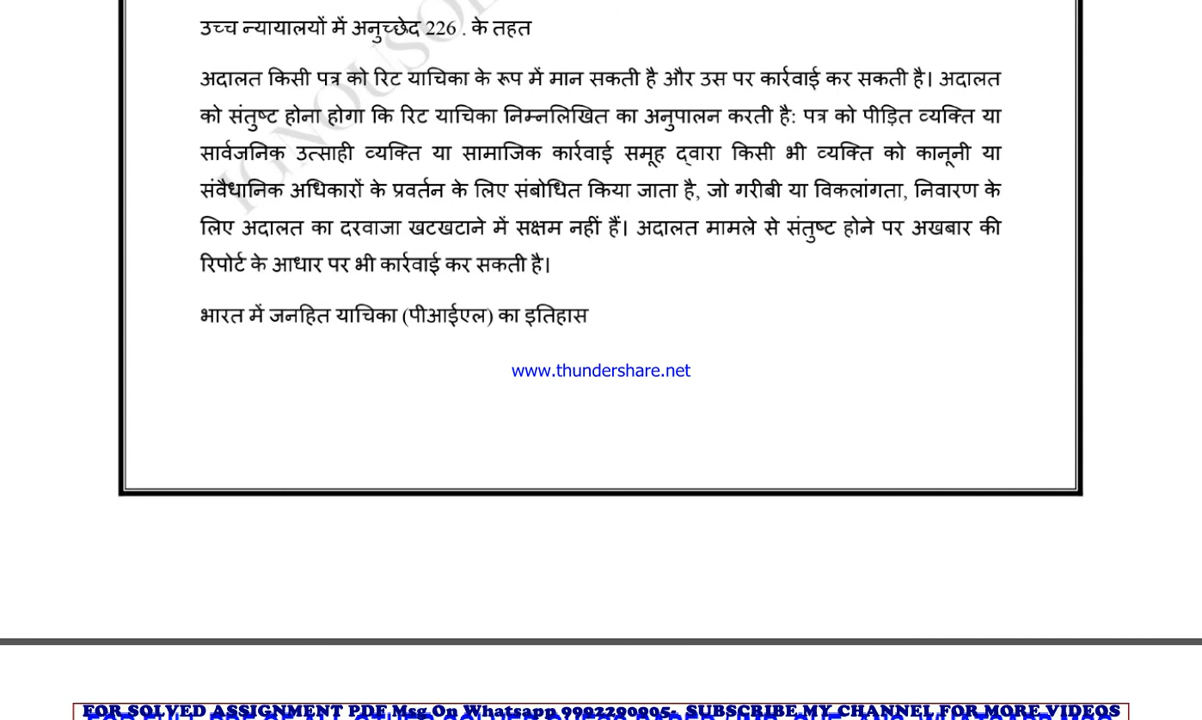 उच्च न्यायालयों में अनुच्छेद 226 . के तहत
अदालत किसी पत्र को रिट याचिका के रूप में मान सकती है और उस पर कार्रवाई कर सकती है। अदालत
को संतुष्ट होना होगा कि रिट याचिका निम्नलिखित का अनुपालन करती है: पत्र को पीड़ित व्यक्ति या
सार्वजनिक उत्साही व्यक्ति या सामाजिक कार्रवाई समूह द्वारा किसी भी व्यक्ति को कानूनी या
संवैधानिक अधिकारों के प्रवर्तन के लिए संबोधित किया जाता है, जो गरीबी या विकलांगता, निवारण के
लिए अदालत का दरवाजा खटखटाने में सक्षम नहीं हैं। अदालत मामले से संतुष्ट होने पर अखबार की
रिपोर्ट के आधार पर भी कार्रवाई कर सकती है।
भारत में जनहित याचिका (पीआईएल) का इतिहास
www.thundershare.net
FOR SOLVED ASSIGNMENT PDF Msg On Whatsapp 9992290905- SUBSCRIBE MY CHANNEL FOR MORE VIDEOS